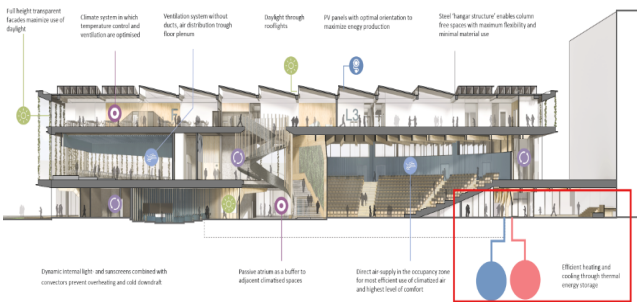 Full height transparent
facades maximize use of
daylight
Climate system in which
temperature control and
ventilation are optimised
Ventilation system without
ducts, air distribution trough
floor plenum
Daylight through
rooflights
PV panels with optimal orientation to
maximize enegy production
Steel 'hangar structure' enables column
free spaces with maximum flexibility and
minimal material use
Dynamic internal light- and sunscreens combined with
convectors prevent overheating and cold downdraft
Passive atrium as a buffer to
adjacent climatised spaces
Direct air supply in the occupancy zone
for most efficient use of climatized air
and highest level of comfort
Efficient heating and
cooling through thermal
energy storage